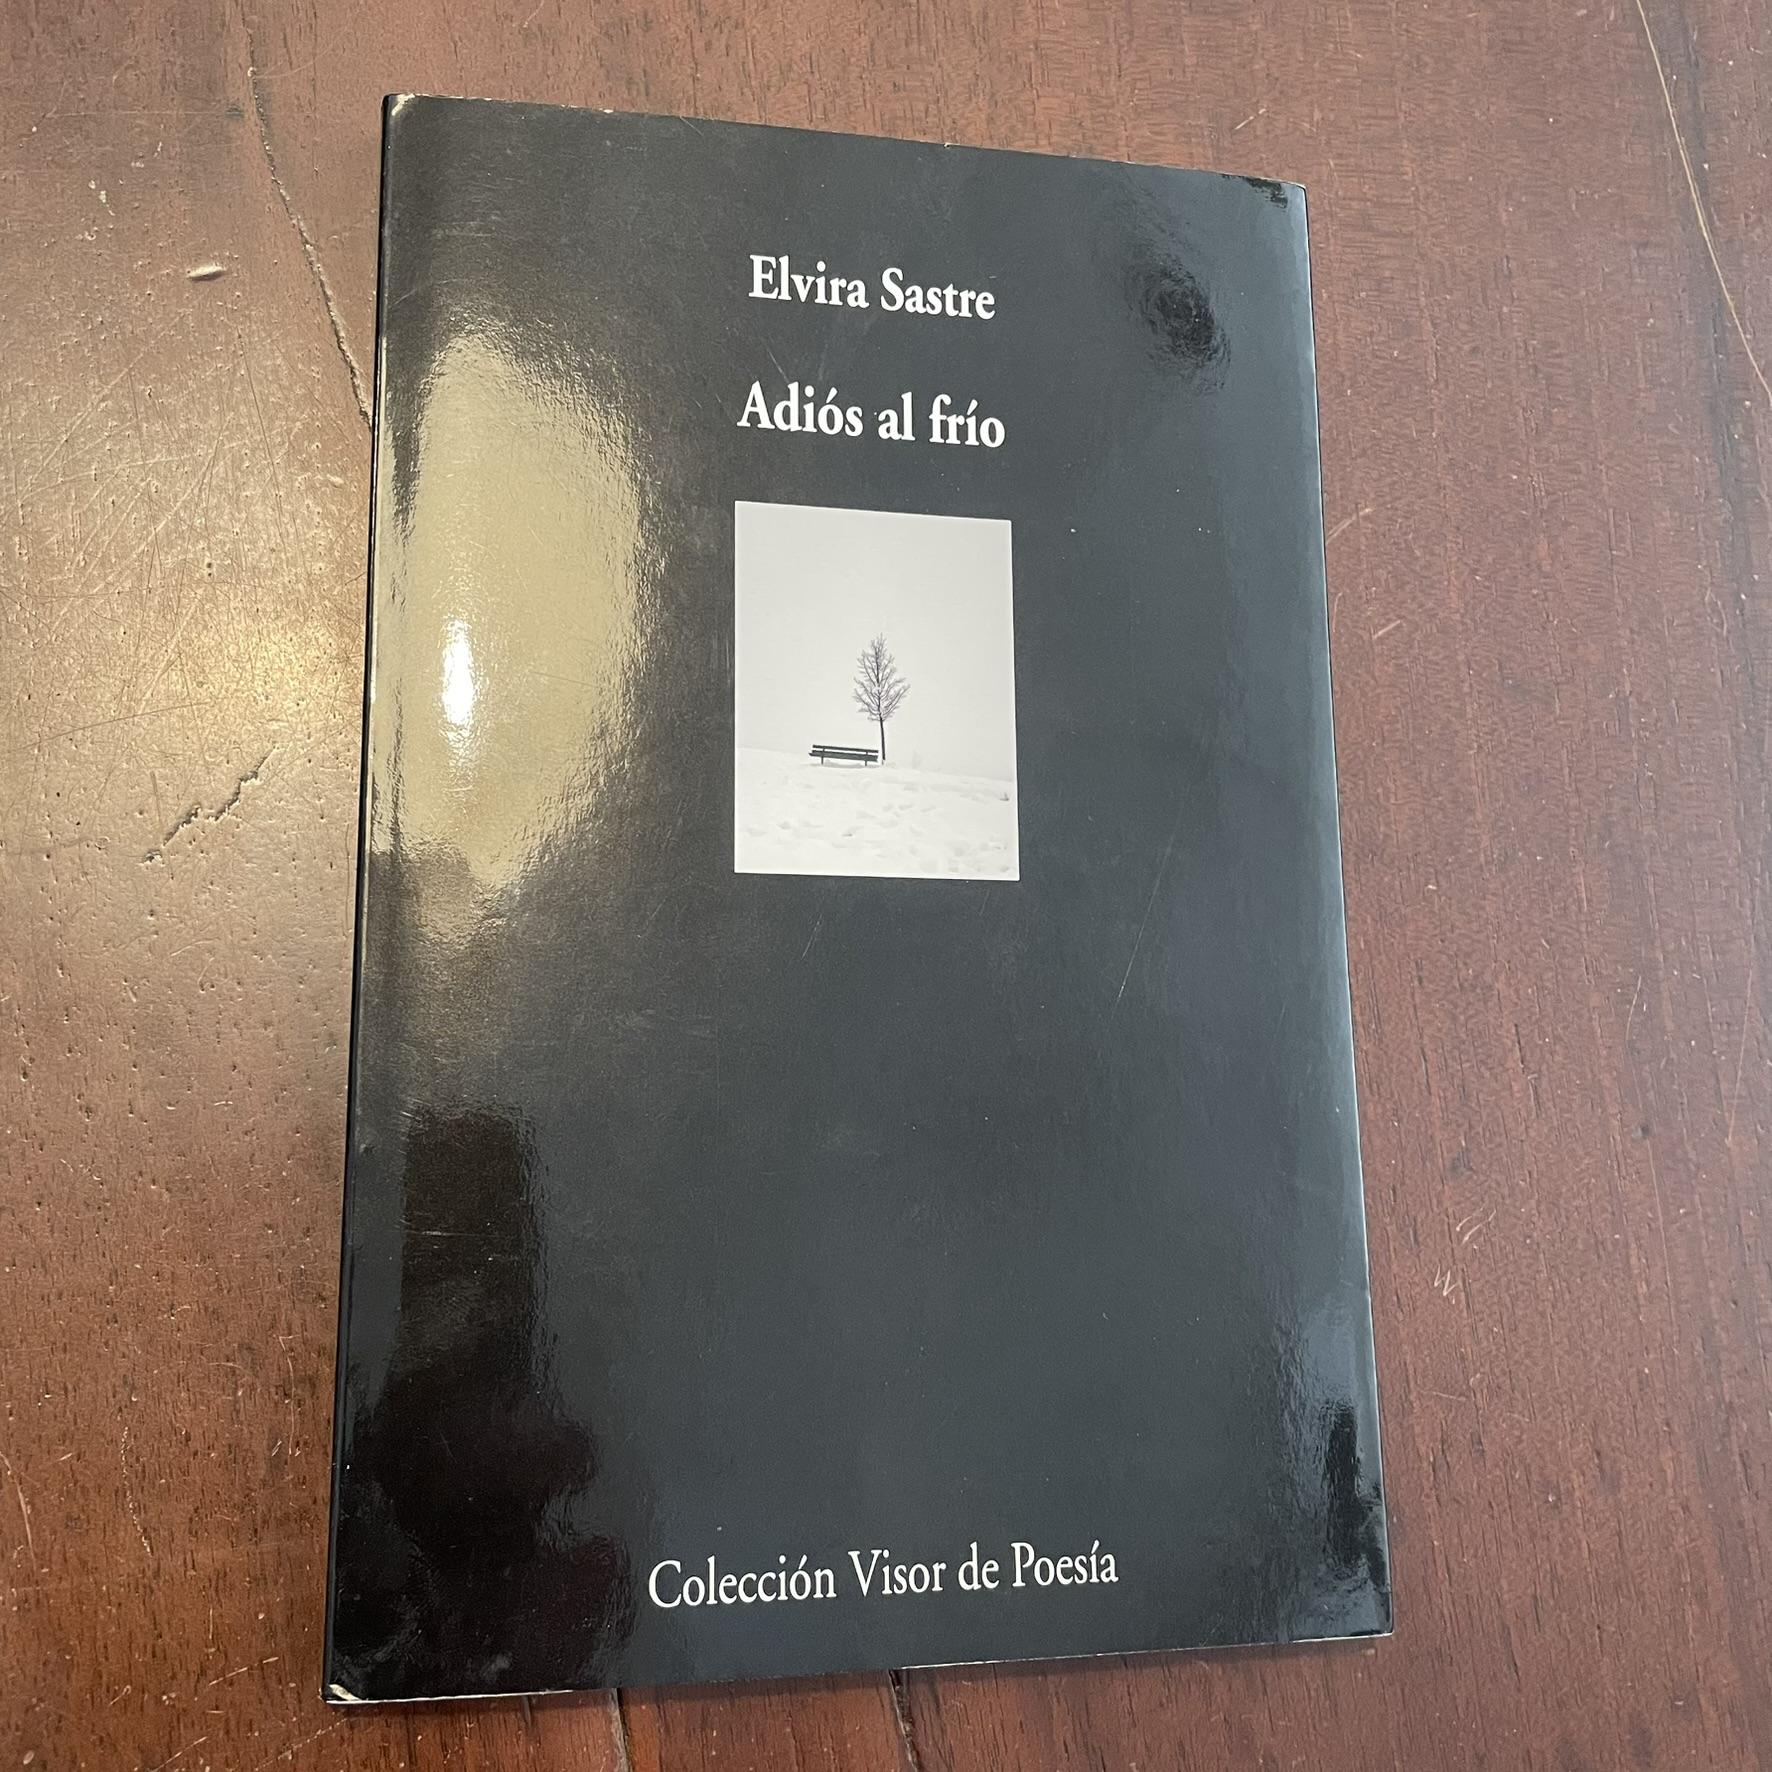 Elvira Sastre
Adiós al frío
Colección Visor de Poesía